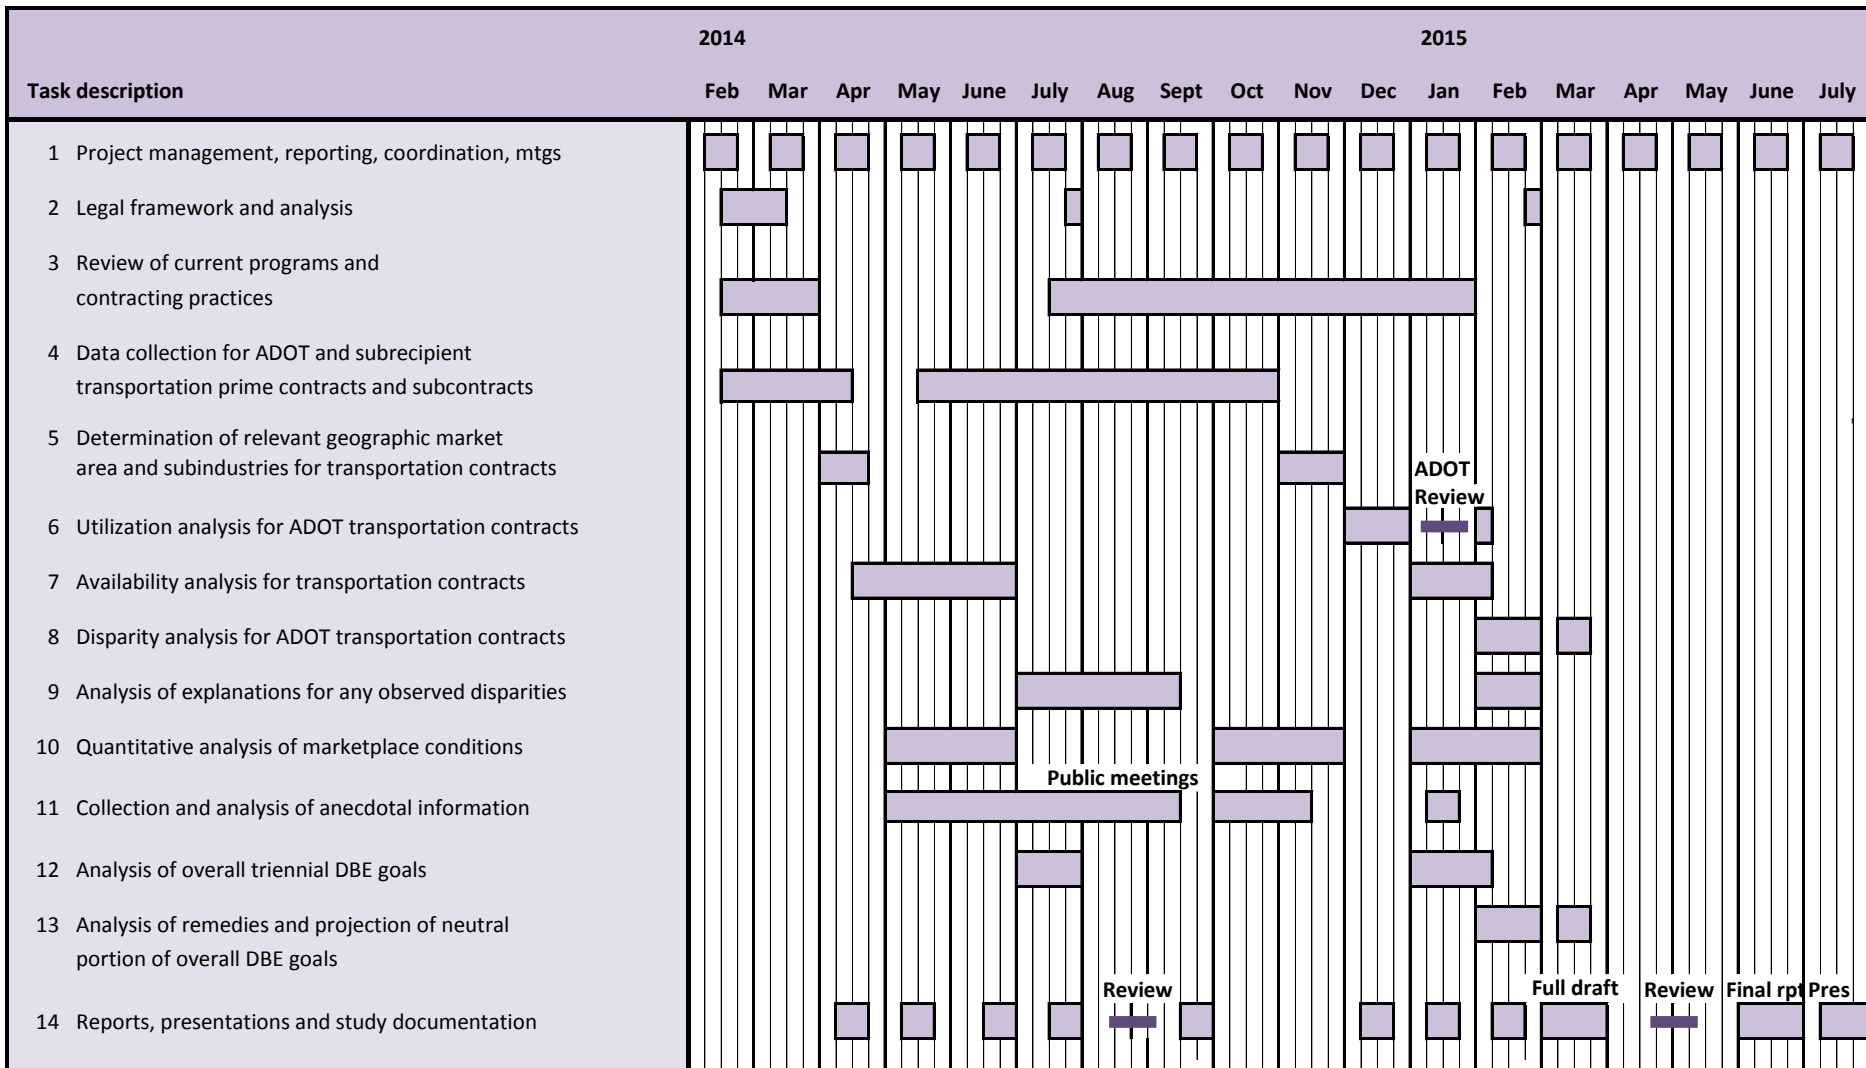 2014 2015
Task description Feb Mar Apr May June July Aug Sept Oct Nov Dec Jan Feb Mar Apr May June July
1 Project management, reporting, coordination, mtgs
2 Legal framework and analysis
3 Review of current programs and
contracting practices
4 Data collection for ADOT and subrecipient
transportation prime contracts and subcontracts
5 Determination of relevant geographic market
area and subindustries for transportation contracts
ADOT
Review
6 Utilization analysis for ADOT transportation contracts
7 Availability analysis for transportation contracts
8 Disparity analysis for ADOT transportation contracts
9 Analysis of explanations for any observed disparities
10 Quantitative analysis of marketplace conditions
Public meetings
11 Collection and analysis of anecdotal information
12 Analysis of overall triennial DBE goals
13 Analysis of remedies and projection of neutral
portion of overall DBE goals
Review Full draft Review Final rpt Pres
14 Reports, presentations and study documentation